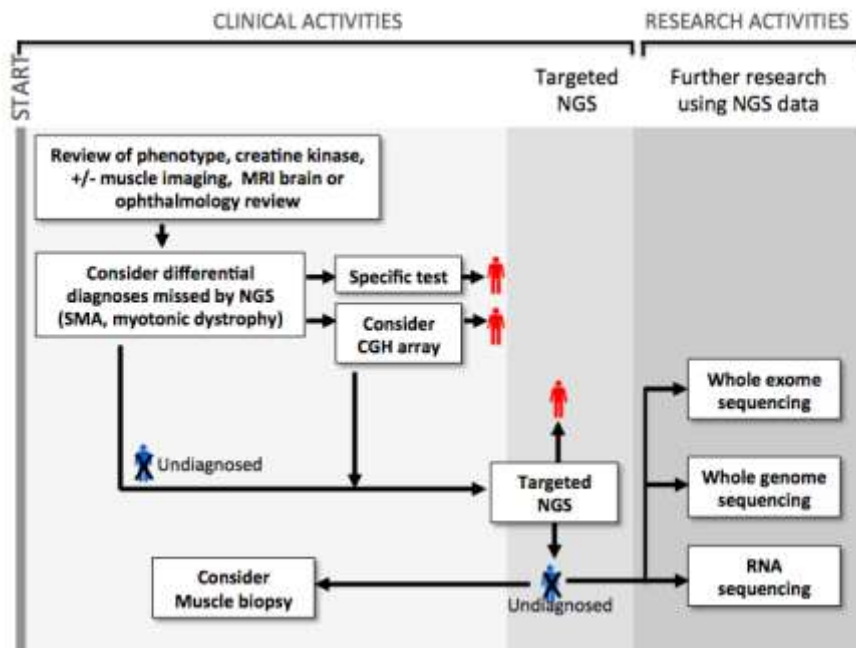 CLINICAL ACTIVITIES
RESEARCH ACTIVITIES
START
Targeted
NGS
Further research
using NGS data
Review of phenotype, creatine kinase,
+/- muscle imaging, MRI brain or
ophthalmology review
Consider differential
diagnoses missed by NGS
(SMA, myotonic dystrophy)
Specific test
Consider
CGH array
Whole exome
sequencing
Undiagnosed
Targeted
NGS
Whole genome
sequencing
Consider
Muscle biopsy
Undiagnosed
RNA
sequencing